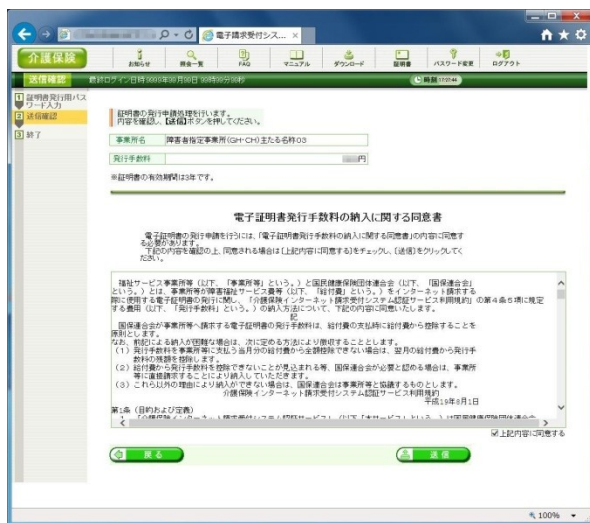 電子請求受付シス... ×
介護保険
お知らせ
照会一覧
FAQ
マニュアル
ダウンロード
証明書
パスワード変更
ログアウト
送信確認
最終ログイン日時:9999年99月99日 99時99分99秒
時刻
1 証明書発行用パスワード入力
2 送信確認
3 終了
証明書の発行申請処理を行います。
内容を確認し、【送信】ボタンを押してください。
事業所名 障害者指定事業所(GH・CH)主たる名称03
発行手数料 円
※証明書の有効期間は3年です。
電子証明書発行手数料の納入に関する同意書
電子証明書の発行申請を行うには、「電子証明書発行手数料の納入に関する同意書」の内容に同意す
る必要があります。
下記の内容を確認の上、同意される場合は[上記内容に同意する]をチェックし、[送信]をクリックしてく
ださい。
福祉サービス事業所等(以下、「事業所等」という。)と国民健康保険団体連合会(以下、「国保連合会」
という。)とは、事業所等が障害福祉サービス費等(以下、「給付費」という。)をインターネット請求する
際に使用する電子証明書の発行に関し、「介護保険インターネット請求受付システム認証サービス利用規約」の第4条5項に規定
する費用(以下、「発行手数料」という。)の納入方法について、下記の内容に同意いたします。
記
国保連合会が事業所等へ請求する電子証明書の発行手数料は、給付費の支払時に給付費から控除することを
原則とします。
なお、前記による納入が困難な場合は、次に定める方法により徴収することとします。
(1)発行手数料を事業所等に支払う当月分の給付費から全額控除できない場合は、翌月の給付費から発行手
数料の残額を控除します。
(2)給付費から発行手数料を控除できないことが見込まれる等、国保連合会が必要と認める場合は、事業所
等に直接請求することにより納入していただきます。
(3)これら以外の理由により納入ができない場合は、国保連合会は事業所等と協議するものとします。
介護保険インターネット請求受付システム認証サービス利用規約
平成19年8月1日
第1条(目的および定義)
上記内容に同意する
戻る
送信
100%